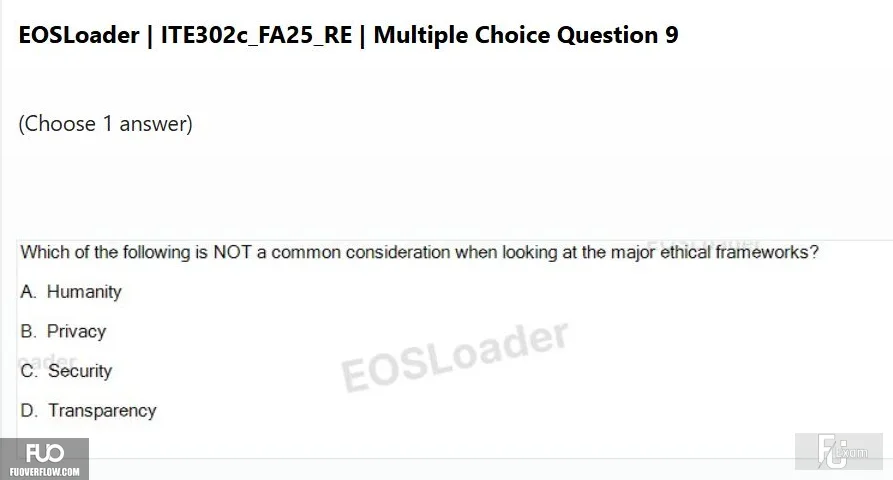 EOSLoader | ITE302c_FA25_RE | Multiple Choice Question 9
(Choose 1 answer)
Which of the following is NOT a common consideration when looking at the major ethical frameworks?
A. Humanity
B. Privacy
C. Security
D. Transparency
EOSLoader
FUO
FUOVERFLOW.COM
Exam